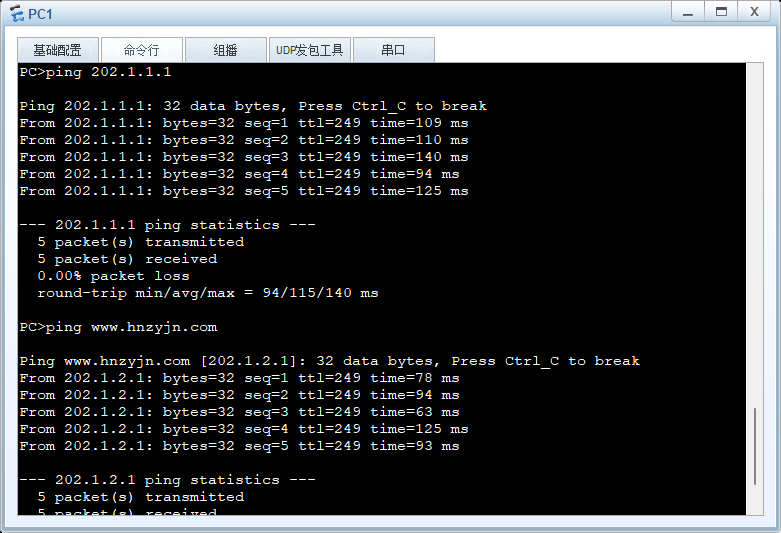 PC1
基础配置 命令行 组播 UDP发包工具 串口
PC>ping 202.1.1.1
Ping 202.1.1.1: 32 data bytes, Press Ctrl_C to break
From 202.1.1.1: bytes=32 seq=1 ttl=249 time=109 ms
From 202.1.1.1: bytes=32 seq=2 ttl=249 time=110 ms
From 202.1.1.1: bytes=32 seq=3 ttl=249 time=140 ms
From 202.1.1.1: bytes=32 seq=4 ttl=249 time=94 ms
From 202.1.1.1: bytes=32 seq=5 ttl=249 time=125 ms
--- 202.1.1.1 ping statistics ---
5 packet(s) transmitted
5 packet(s) received
0.00% packet loss
round-trip min/avg/max = 94/115/140 ms
PC>ping www.hnzyjn.com
Ping www.hnzyjn.com [202.1.2.1]: 32 data bytes, Press Ctrl_C to break
From 202.1.2.1: bytes=32 seq=1 ttl=249 time=78 ms
From 202.1.2.1: bytes=32 seq=2 ttl=249 time=94 ms
From 202.1.2.1: bytes=32 seq=3 ttl=249 time=63 ms
From 202.1.2.1: bytes=32 seq=4 ttl=249 time=125 ms
From 202.1.2.1: bytes=32 seq=5 ttl=249 time=93 ms
--- 202.1.2.1 ping statistics ---
5 packet(s) transmitted
5 packet(s) received